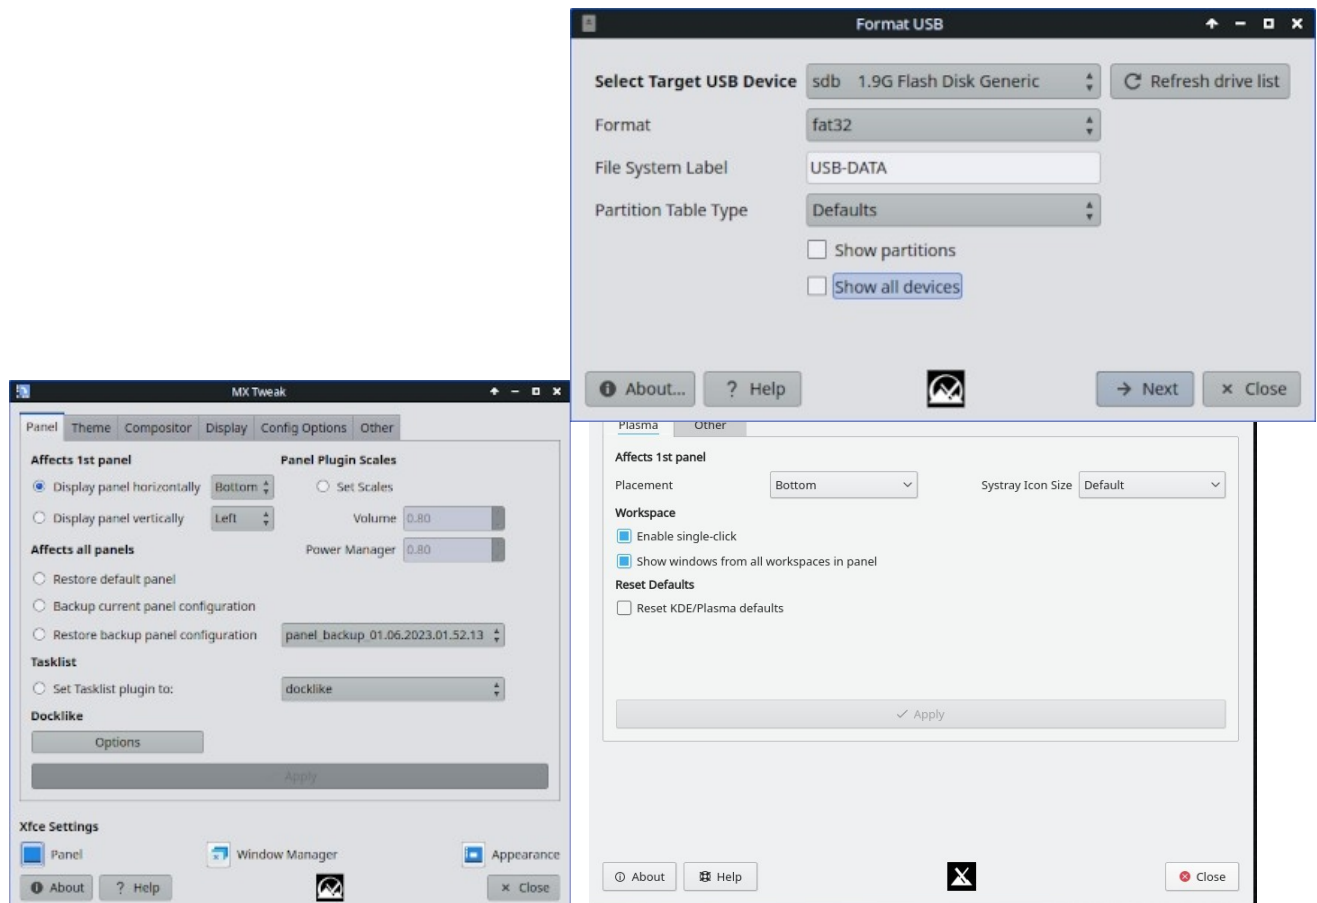 Format USB
Select Target USB Device sdb 1.9G Flash Disk Generic Refresh drive list
Format fat32
File System Label USB-DATA
Partition Table Type Defaults
Show partitions
Show all devices
About... ? Help Next Close
MX Tweak
Panel Theme Compositor Display Config Options Other
Affects 1st panel Panel Plugin Scales
Display panel horizontally Bottom Set Scales
Display panel vertically Left Volume 0.80
Affects all panels Power Manager 0.80
Restore default panel
Backup current panel configuration
Restore backup panel configuration panel_backup_01.06.2023.01.52.13
Tasklist
Set Tasklist plugin to: docklike
Docklike
Options
Apply
Xfce Settings
Panel Window Manager Appearance
About ? Help Close
Plasma Other
Affects 1st panel
Placement Bottom Systray Icon Size Default
Workspace
Enable single-click
Show windows from all workspaces in panel
Reset Defaults
Reset KDE/Plasma defaults
Apply
About Help Close